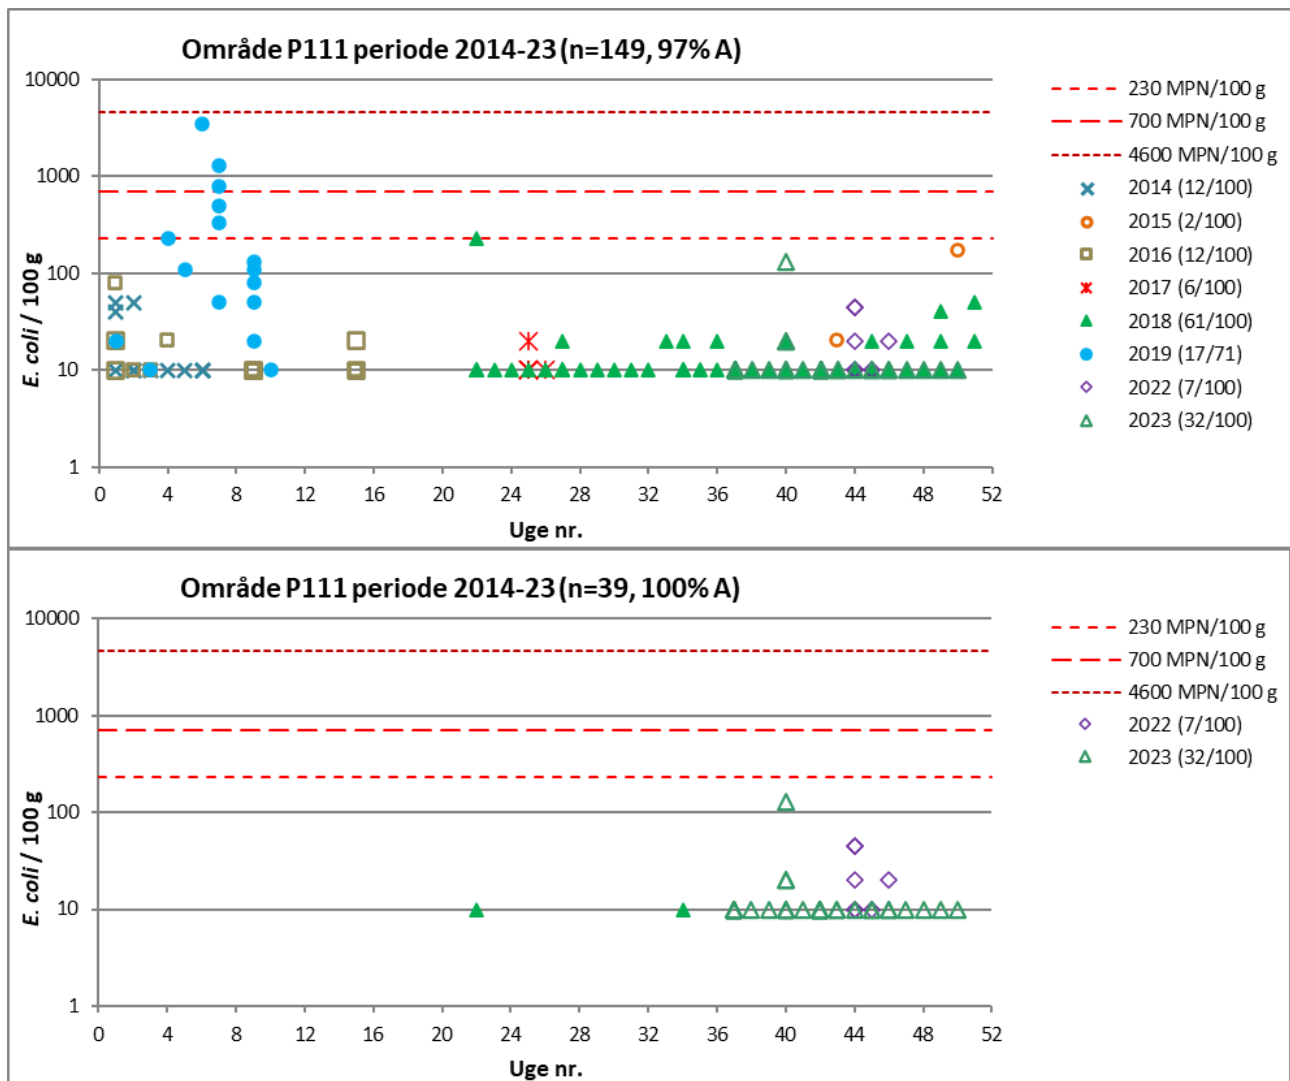 Område P111 periode 2014-23 (n=149, 97% A)
10000
1000
100
10
1
E. coli / 100 g
0 4 8 12 16 20 24 28 32 36 40 44 48 52
Uge nr.
230 MPN/100 g
700 MPN/100 g
4600 MPN/100 g
2014 (12/100)
2015 (2/100)
2016 (12/100)
2017 (6/100)
2018 (61/100)
2019 (17/71)
2022 (7/100)
2023 (32/100)
Område P111 periode 2014-23 (n=39, 100% A)
10000
1000
100
10
1
E. coli / 100 g
0 4 8 12 16 20 24 28 32 36 40 44 48 52
Uge nr.
230 MPN/100 g
700 MPN/100 g
4600 MPN/100 g
2022 (7/100)
2023 (32/100)